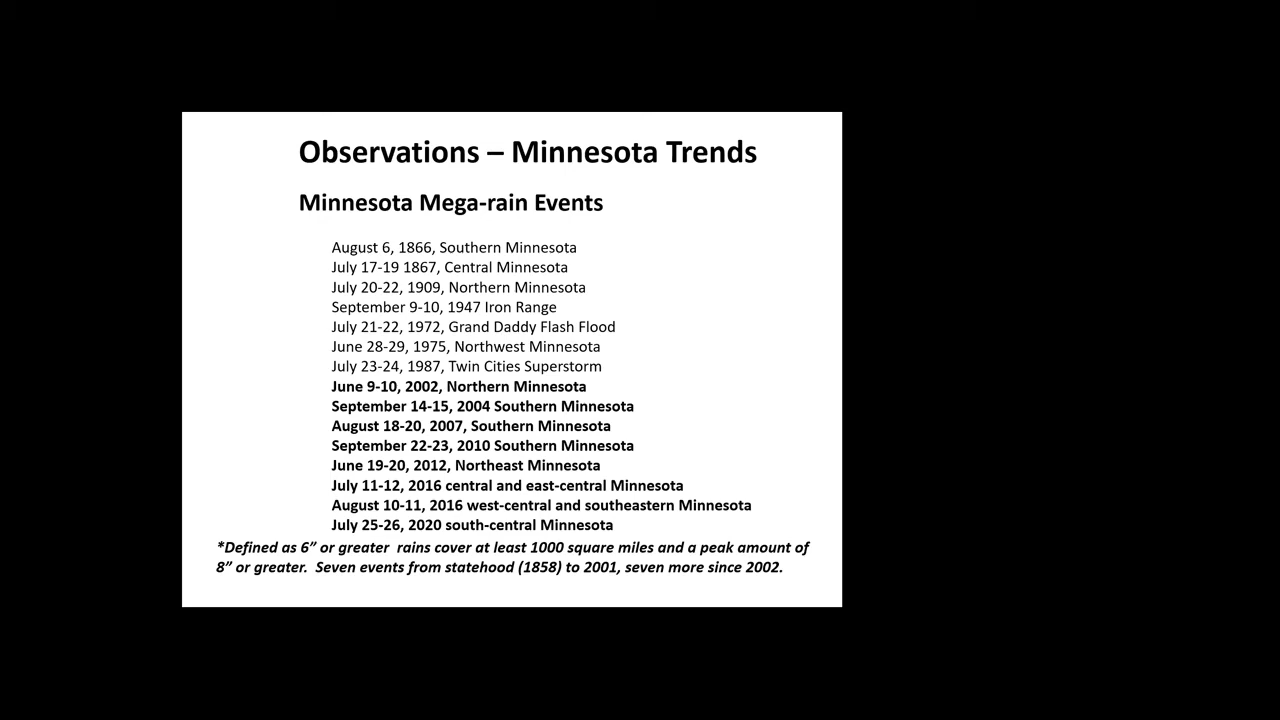 Observations – Minnesota Trends
Minnesota Mega-rain Events
August 6, 1866, Southern Minnesota
July 17-19 1867, Central Minnesota
July 20-22, 1909, Northern Minnesota
September 9-10, 1947 Iron Range
July 21-22, 1972, Grand Daddy Flash Flood
June 28-29, 1975, Northwest Minnesota
July 23-24, 1987, Twin Cities Superstorm
June 9-10, 2002, Northern Minnesota
September 14-15, 2004 Southern Minnesota
August 18-20, 2007, Southern Minnesota
September 22-23, 2010 Southern Minnesota
June 19-20, 2012, Northeast Minnesota
July 11-12, 2016 central and east-central Minnesota
August 10-11, 2016 west-central and southeastern Minnesota
July 25-26, 2020 south-central Minnesota
*Defined as 6” or greater rains cover at least 1000 square miles and a peak amount of
8” or greater. Seven events from statehood (1858) to 2001, seven more since 2002.